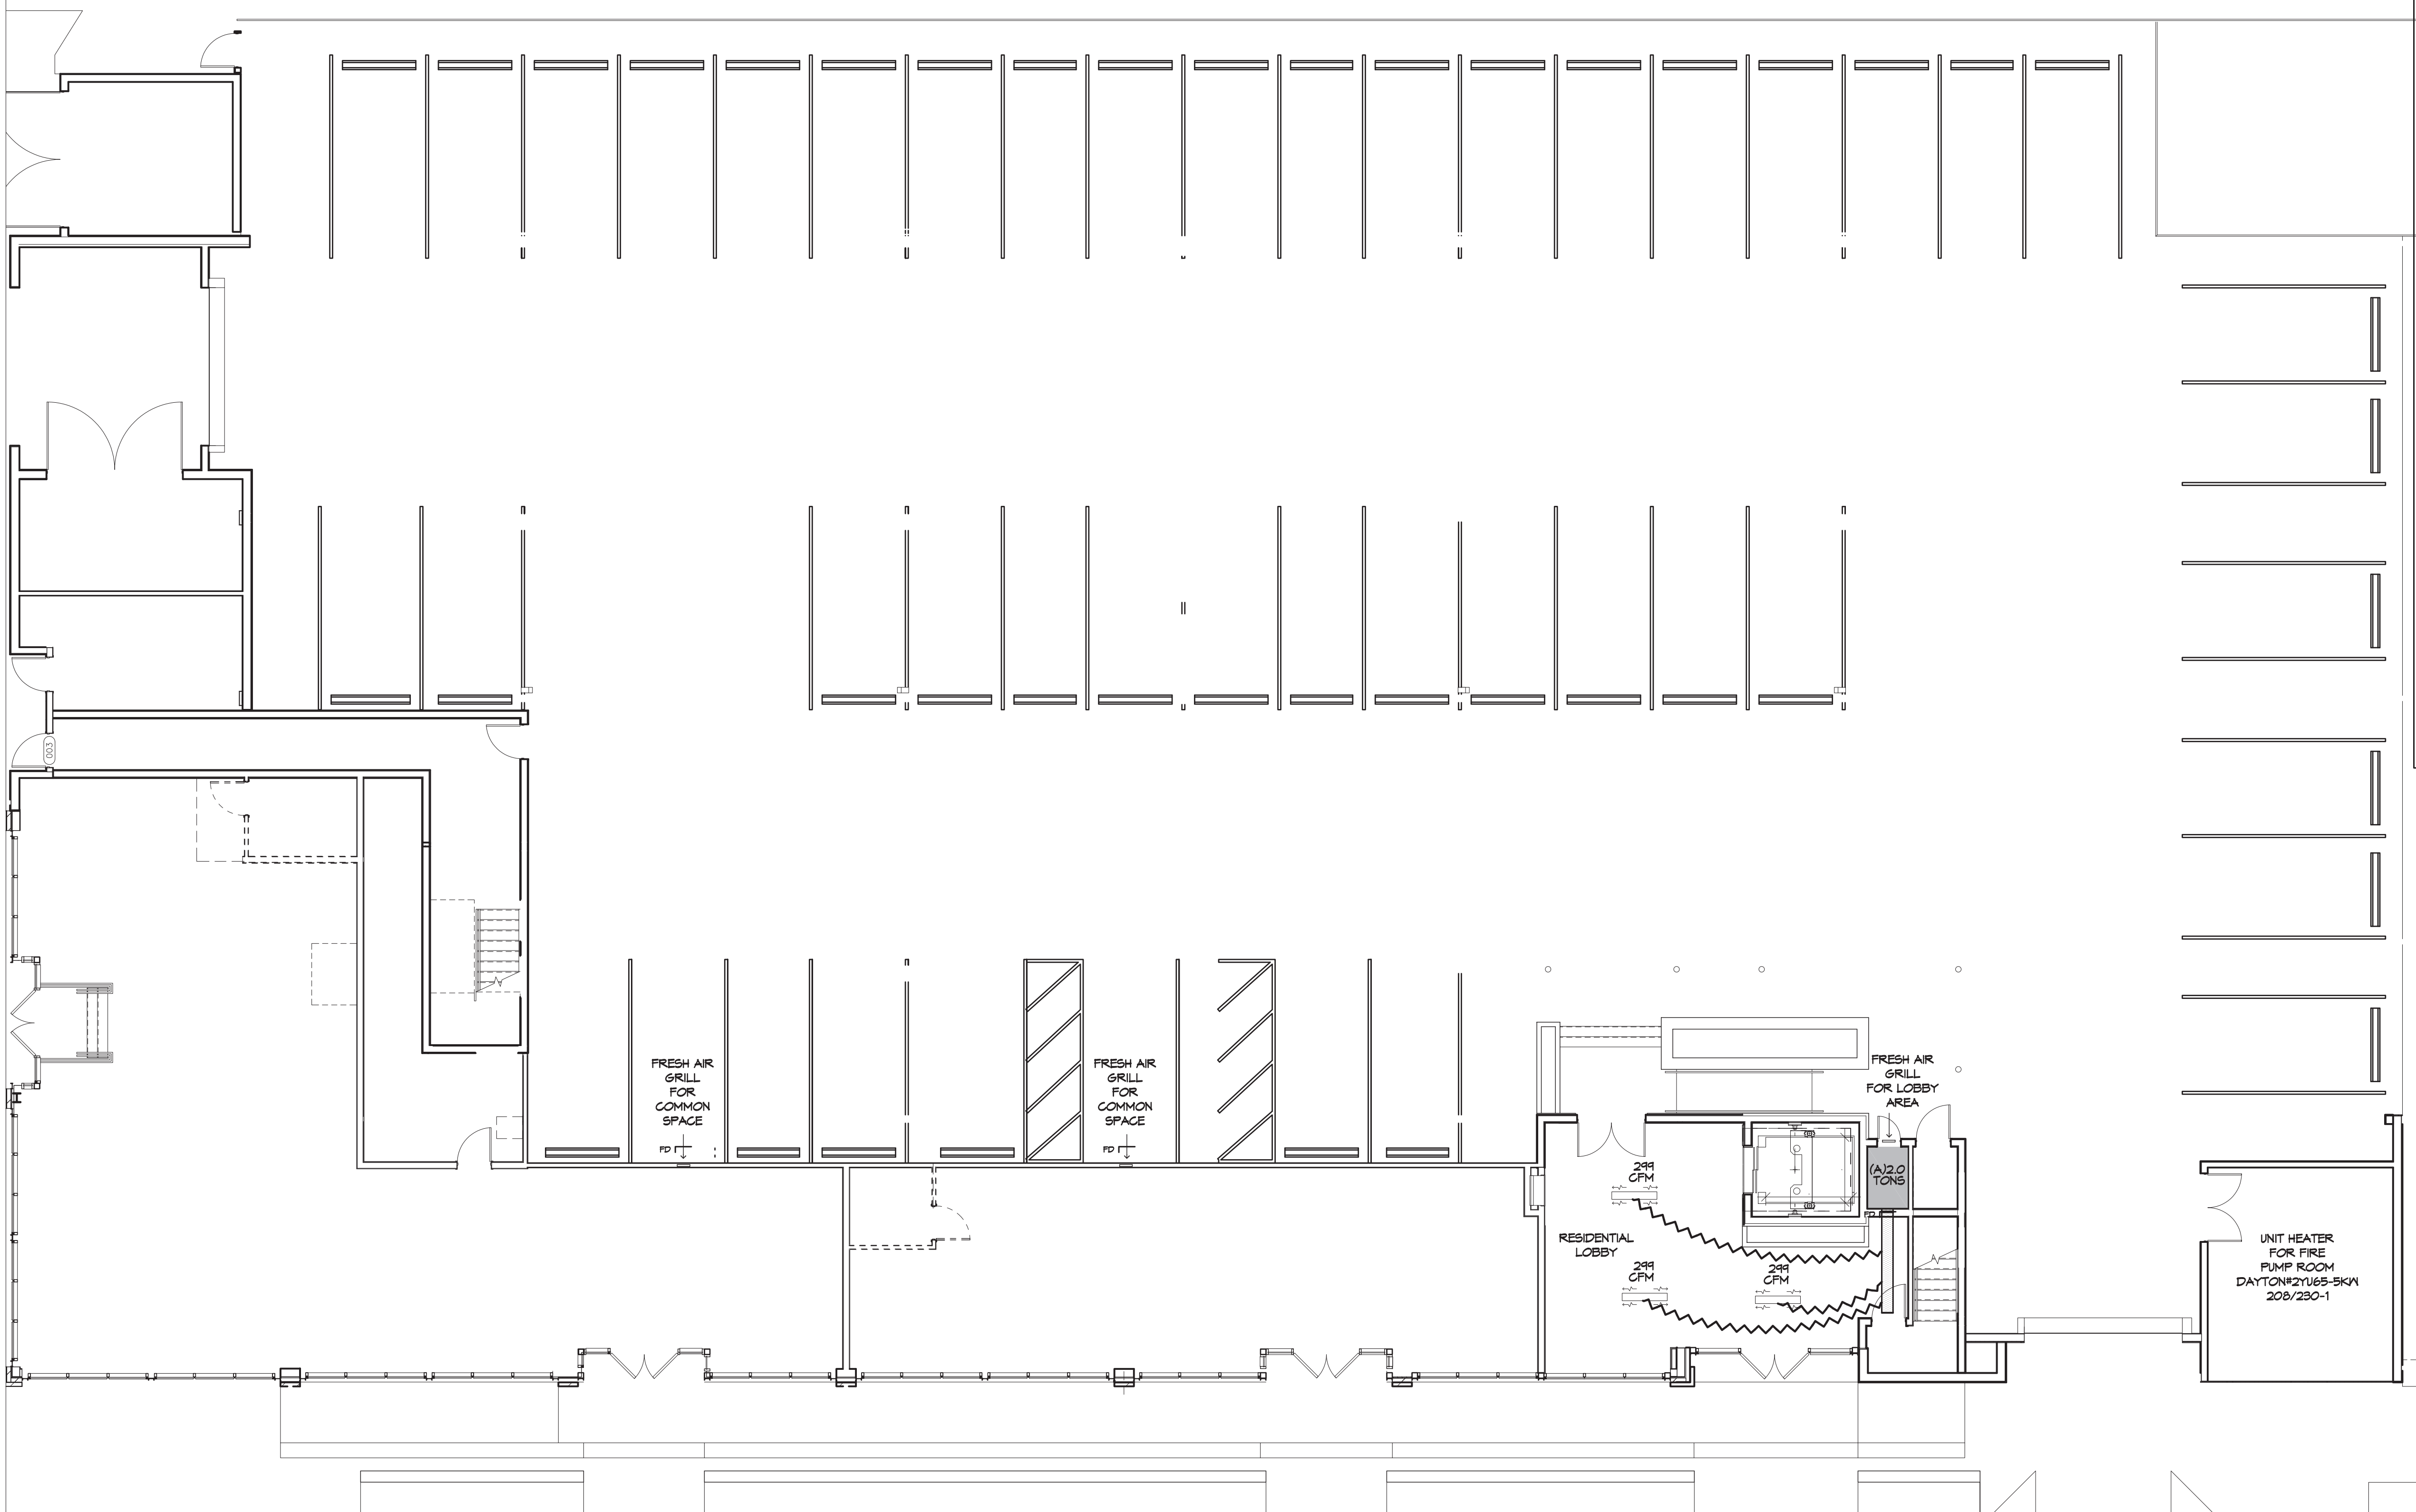 003
FRESH AIR
GRILL
FOR
COMMON
SPACE
FD
FRESH AIR
GRILL
FOR
COMMON
SPACE
FD
FRESH AIR
GRILL
FOR LOBBY
AREA
(A)2.0
TONS
FD
299
CFM
RESIDENTIAL
LOBBY
299
CFM
299
CFM
UNIT HEATER
FOR FIRE
PUMP ROOM
DAYTON#2YU65-5KW
208/230-1